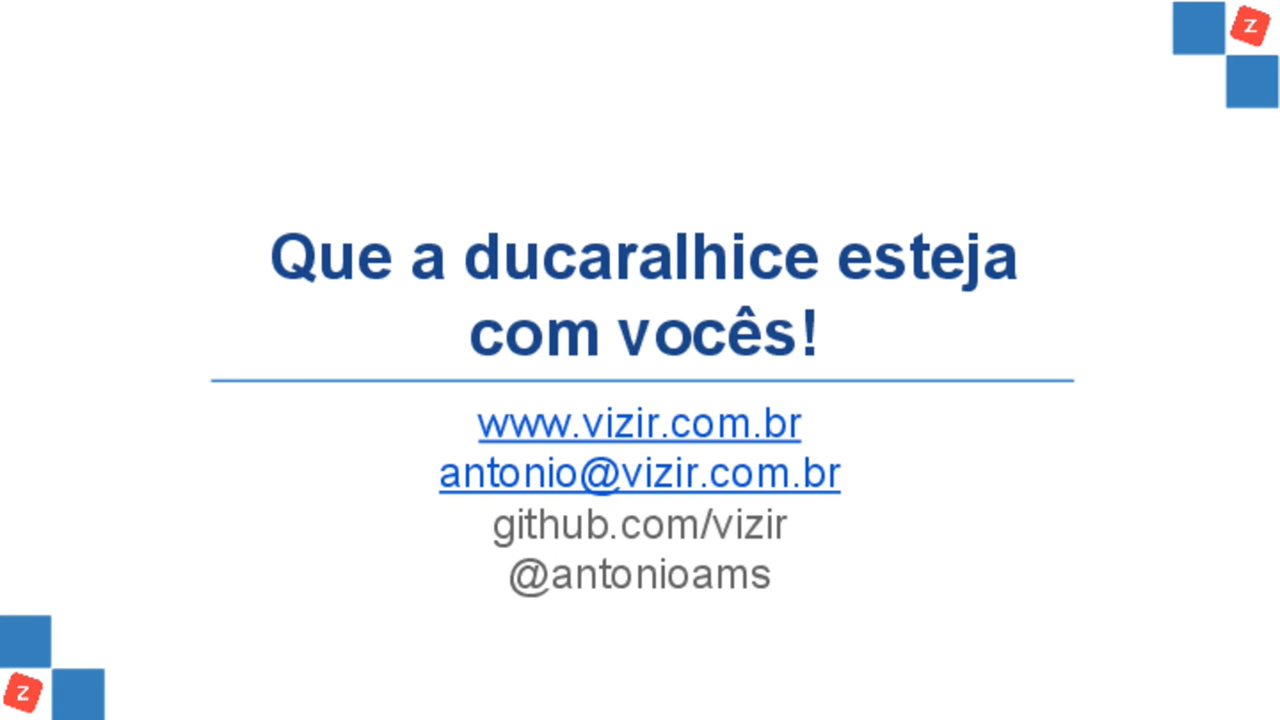 Z
Que a ducaralhice esteja
com vocês!
www.vizir.com.br
antonio@vizir.com.br
github.com/vizir
@antonioams
Z